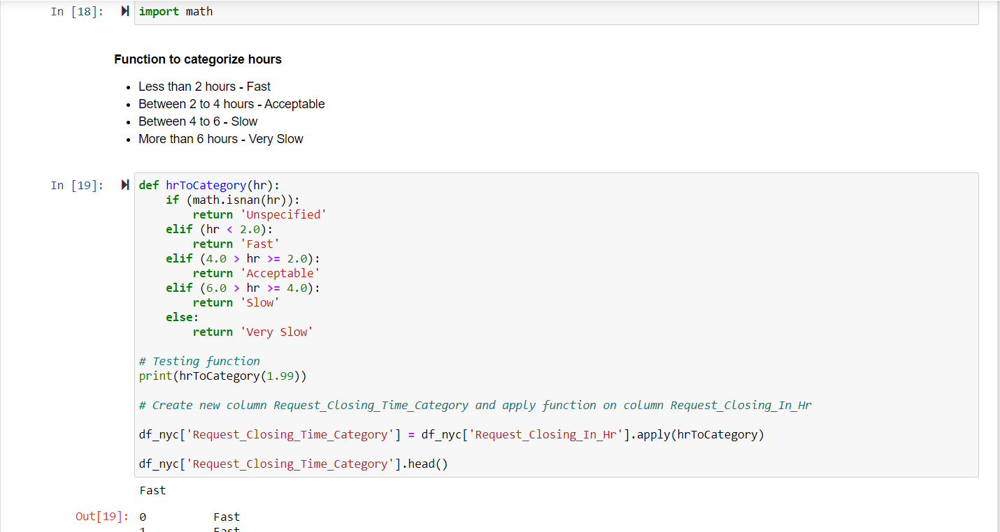 In [18]: import math
Function to categorize hours
• Less than 2 hours - Fast
• Between 2 to 4 hours - Acceptable
• Between 4 to 6 - Slow
• More than 6 hours - Very Slow
In [19]: def hrToCategory(hr):
    if (math.isnan(hr)):
        return 'Unspecified'
    elif (hr < 2.0):
        return 'Fast'
    elif (4.0 > hr >= 2.0):
        return 'Acceptable'
    elif (6.0 > hr >= 4.0):
        return 'Slow'
    else:
        return 'Very Slow'
# Testing function
print(hrToCategory(1.99))
# Create new column Request_Closing_Time_Category and apply function on column Request_Closing_In_Hr
df_nyc['Request_Closing_Time_Category'] = df_nyc['Request_Closing_In_Hr'].apply(hrToCategory)
df_nyc['Request_Closing_Time_Category'].head()
Fast
Out[19]: 0 Fast
1 Fast